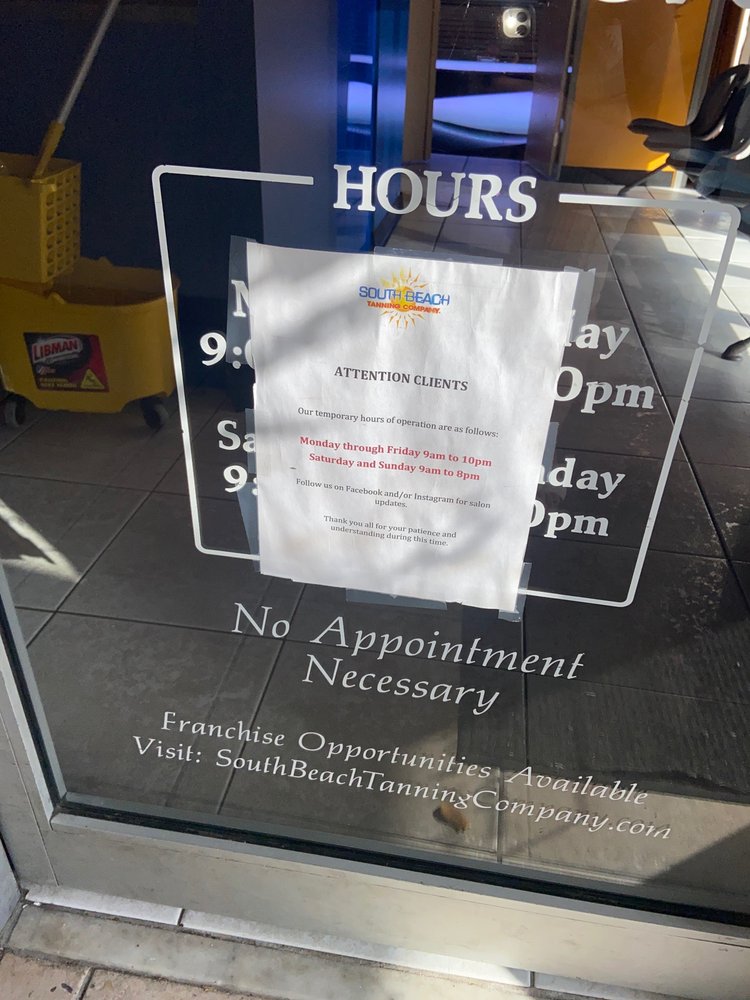 HOURS
SOUTH BEACH
TANNING COMPANY
ATTENTION CLIENTS
Our temporary hours of operation are as follows:
Monday through Friday 9am to 10pm
Saturday and Sunday 9am to 8pm
Follow us on Facebook and/or Instagram for salon
updates.
Thank you all for your patience and
understanding during this time.
No Appointment
Necessary
Franchise Opportunities Available
Visit: SouthBeachTanningCompany.com
LIBMAN